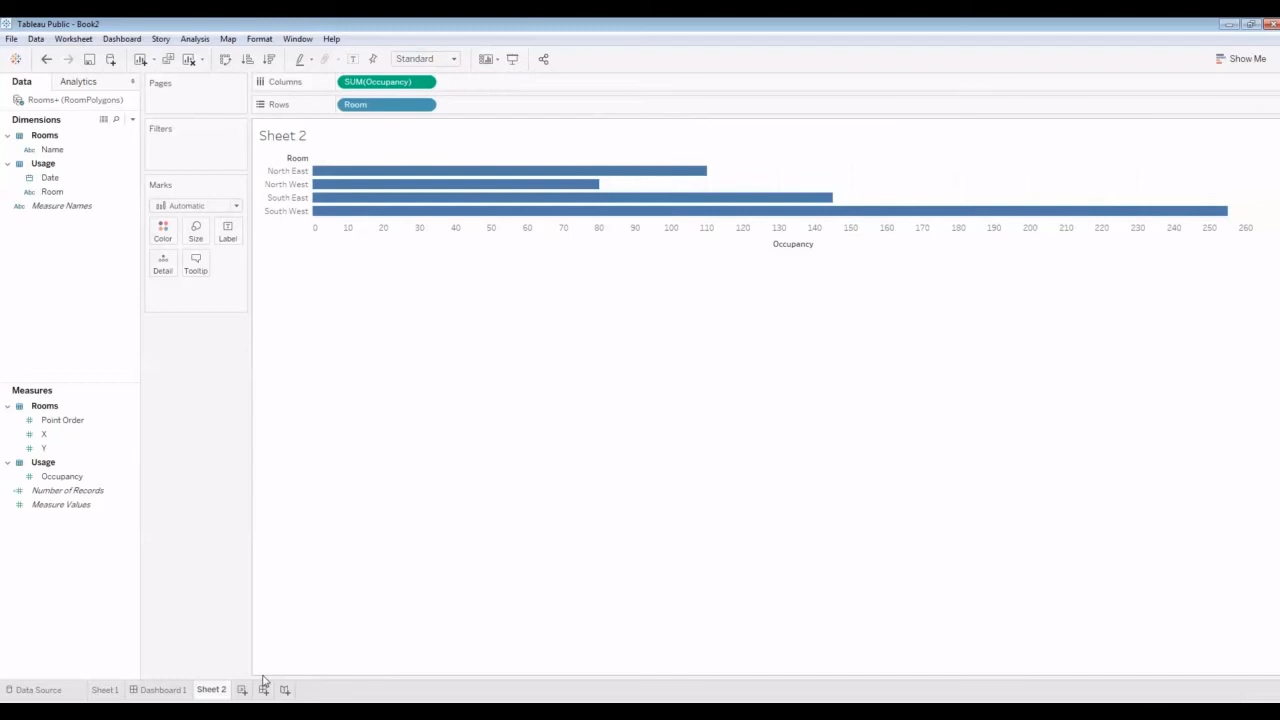 Tableau Public - Book2
File Data Worksheet Dashboard Story Analysis Map Format Window Help
Standard
Show Me
Data Analytics
Rooms+ (RoomPolygons)
Dimensions
Rooms
Abc Name
Usage
Date
Abc Room
Abc Measure Names
Measures
Rooms
# Point Order
# X
# Y
Usage
# Occupancy
=# Number of Records
# Measure Values
Pages
Filters
Marks
Automatic
Color Size Label
Detail Tooltip
Columns SUM(Occupancy)
Rows Room
Sheet 2
Room
North East
North West
South East
South West
0 10 20 30 40 50 60 70 80 90 100 110 120 130 140 150 160 170 180 190 200 210 220 230 240 250 260
Occupancy
Data Source Sheet 1 Dashboard 1 Sheet 2